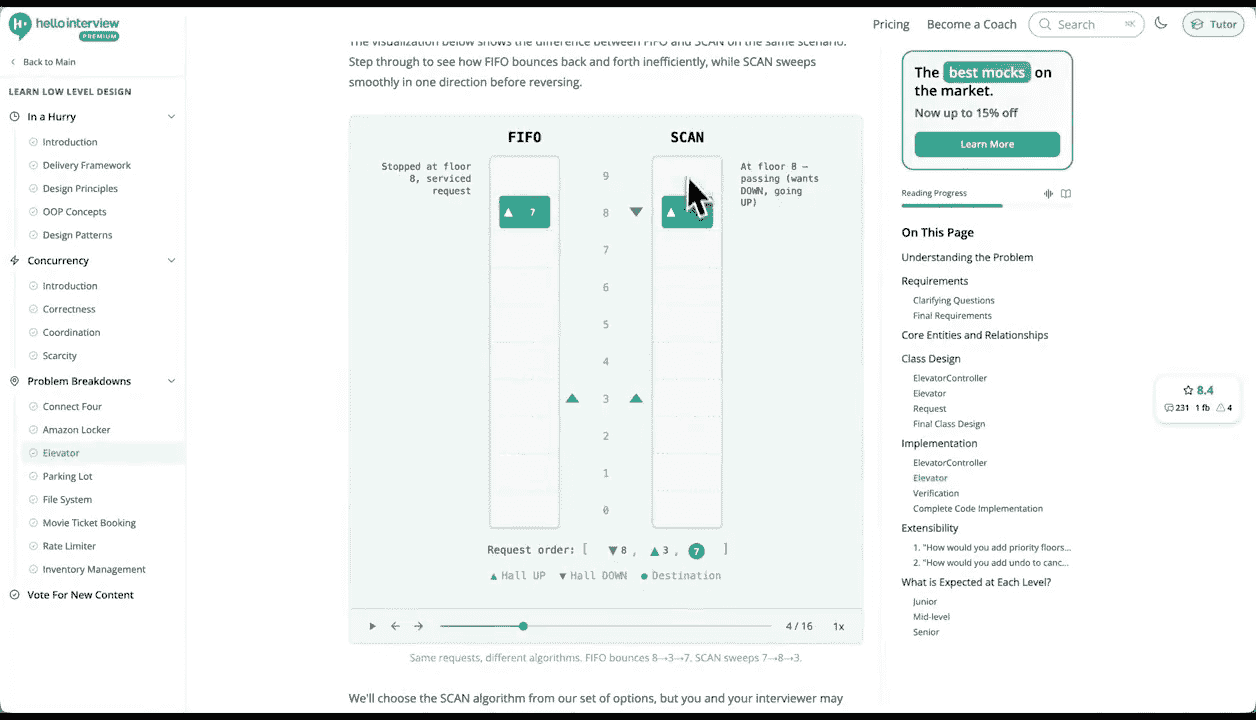 hellointerview
PREMIUM
Pricing
Become a Coach
Search
⌘K
Tutor
Back to Main
LEARN LOW LEVEL DESIGN
In a Hurry
Introduction
Delivery Framework
Design Principles
OOP Concepts
Design Patterns
Concurrency
Introduction
Correctness
Coordination
Scarcity
Problem Breakdowns
Connect Four
Amazon Locker
Elevator
Parking Lot
File System
Movie Ticket Booking
Rate Limiter
Inventory Management
Vote For New Content
The visualization below shows the difference between FIFO and SCAN on the same scenario.
Step through to see how FIFO bounces back and forth inefficiently, while SCAN sweeps
smoothly in one direction before reversing.
FIFO
SCAN
Stopped at floor
8, serviced
request
At floor 8 —
passing (wants
DOWN, going
UP)
▲ 7
▲
9
8 ▼
7
6
5
4
▲ 3 ▲
2
1
0
Request order: [ ▼8 , ▲3 , 7 ]
▲ Hall UP ▼ Hall DOWN ● Destination
4 / 16
1x
Same requests, different algorithms. FIFO bounces 8→3→7. SCAN sweeps 7→8→3.
We'll choose the SCAN algorithm from our set of options, but you and your interviewer may
The best mocks on
the market.
Now up to 15% off
Learn More
Reading Progress
On This Page
Understanding the Problem
Requirements
Clarifying Questions
Final Requirements
Core Entities and Relationships
Class Design
ElevatorController
Elevator
Request
Final Class Design
Implementation
ElevatorController
Elevator
Verification
Complete Code Implementation
Extensibility
1. "How would you add priority floors...
2. "How would you add undo to canc...
What is Expected at Each Level?
Junior
Mid-level
Senior
8.4
231 1 fb 4